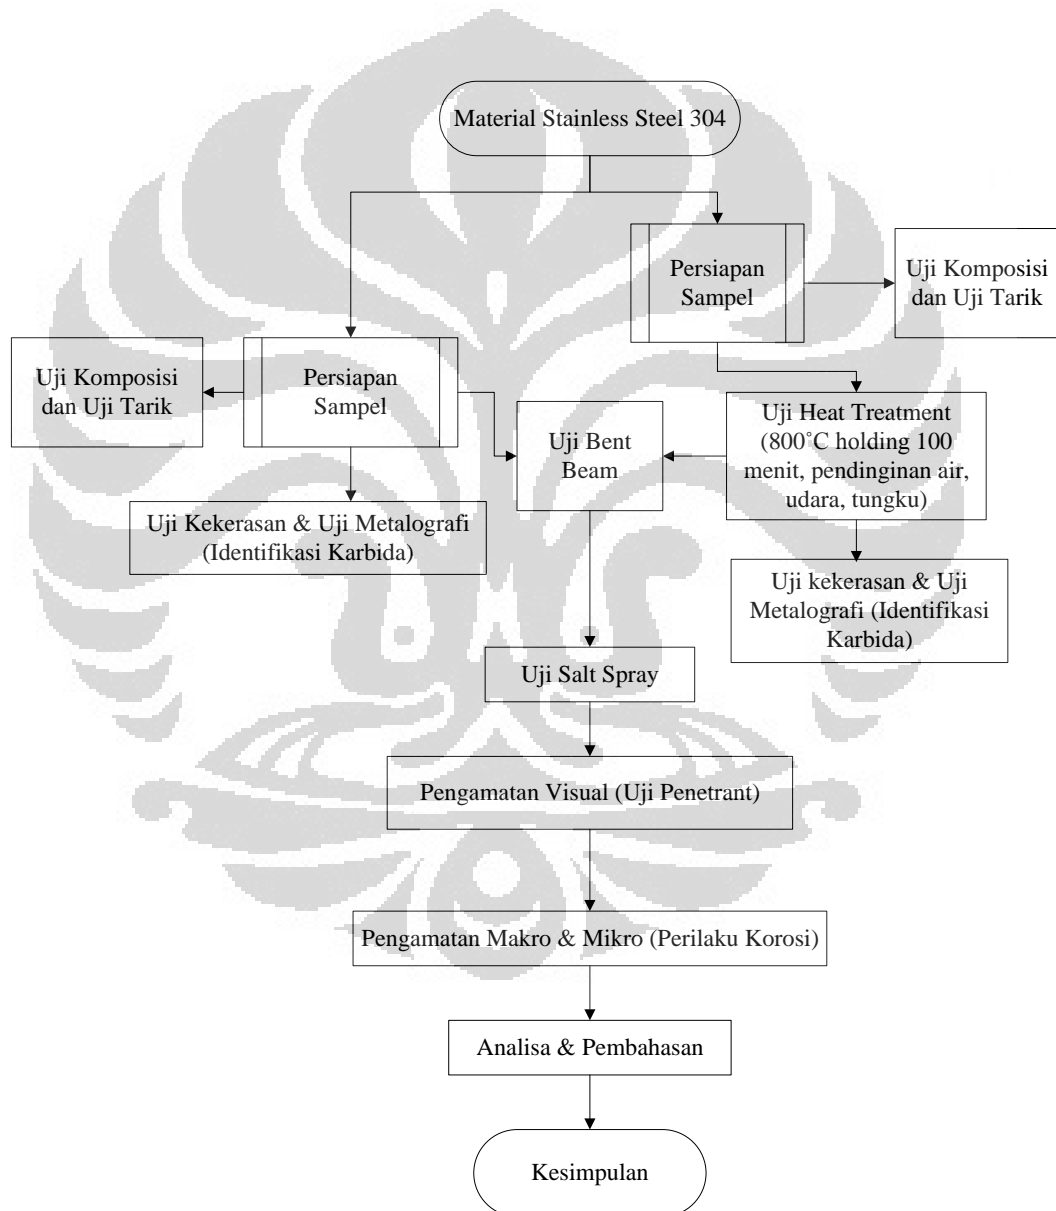 Material Stainless Steel 304
Persiapan
Sampel
Uji Komposisi
dan Uji Tarik
Uji Komposisi
dan Uji Tarik
Persiapan
Sampel
Uji Bent
Beam
Uji Heat Treatment
(800˚C holding 100
menit, pendinginan air,
udara, tungku)
Uji Kekerasan & Uji Metalografi
(Identifikasi Karbida)
Uji kekerasan & Uji
Metalografi (Identifikasi
Karbida)
Uji Salt Spray
Pengamatan Visual (Uji Penetrant)
Pengamatan Makro & Mikro (Perilaku Korosi)
Analisa & Pembahasan
Kesimpulan